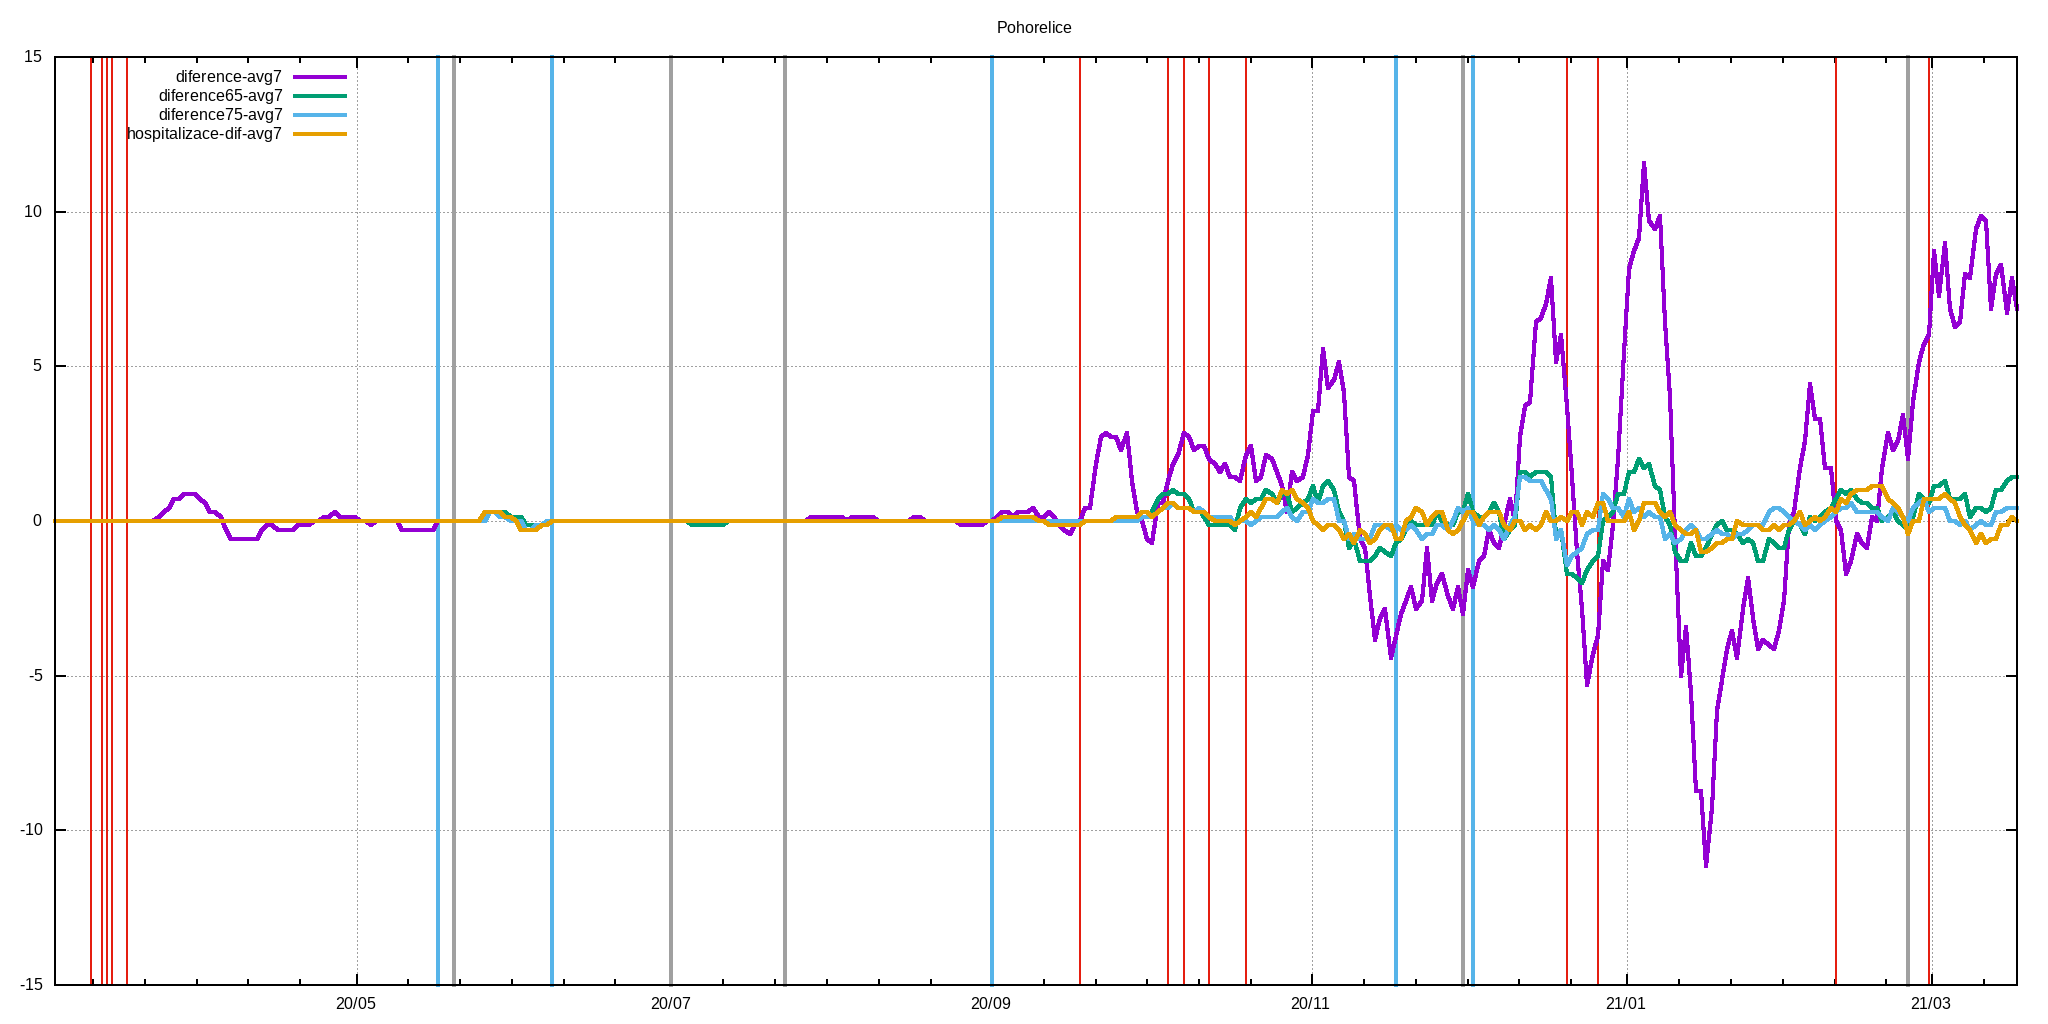 Pohorelice
15
diference-avg7
diference65-avg7
diference75-avg7
hospitalizace-dif-avg7
10
5
0
-5
-10
-15
20/05 20/07 20/09 20/11 21/01 21/03